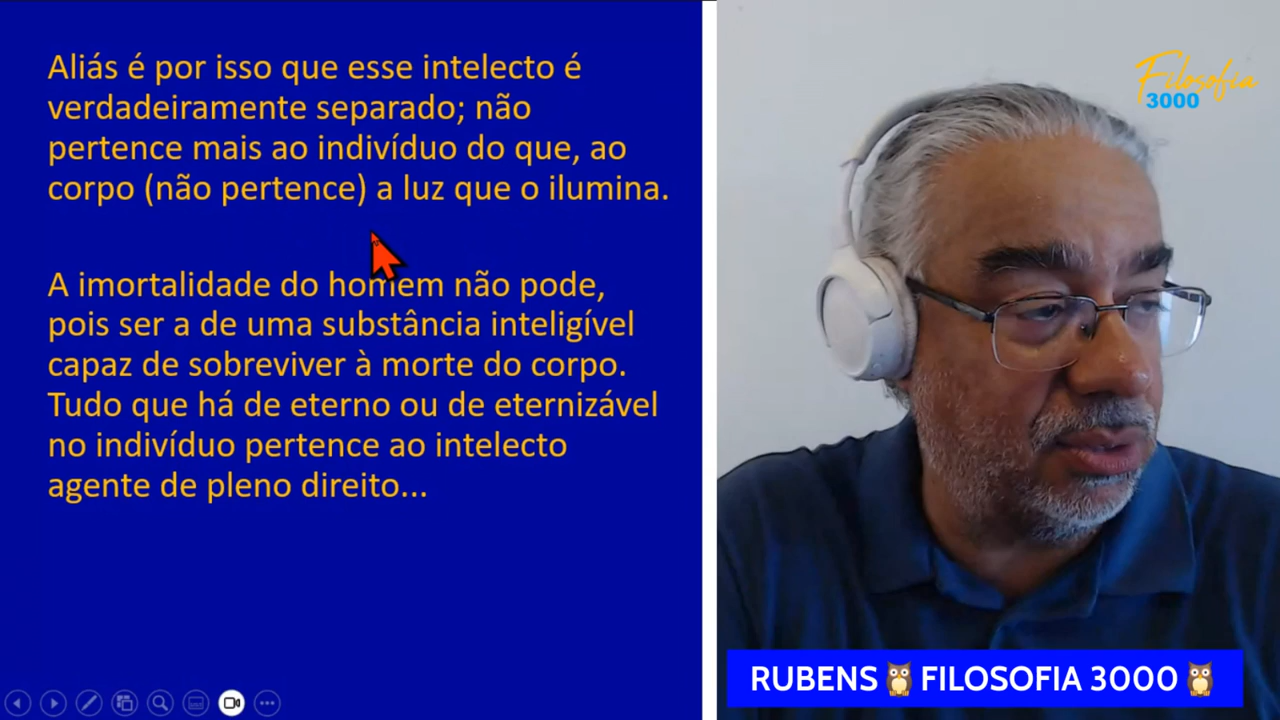 Aliás é por isso que esse intelecto é
verdadeiramente separado; não
pertence mais ao indivíduo do que, ao
corpo (não pertence) a luz que o ilumina.
A imortalidade do homem não pode,
pois ser a de uma substância inteligível
capaz de sobreviver à morte do corpo.
Tudo que há de eterno ou de eternizável
no indivíduo pertence ao intelecto
agente de pleno direito...
Filosofia
3000
RUBENS🦉FILOSOFIA 3000🦉